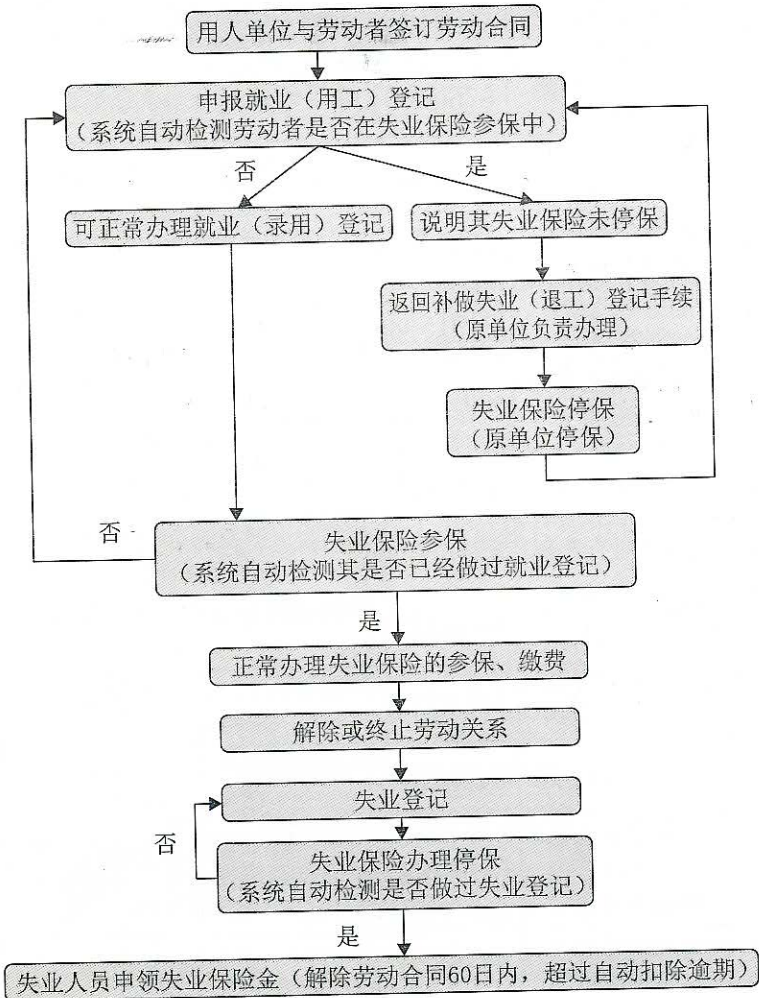 用人单位与劳动者签订劳动合同
申报就业（用工）登记
（系统自动检测劳动者是否在失业保险参保中）
否
是
可正常办理就业（录用）登记
说明其失业保险未停保
返回补做失业（退工）登记手续
（原单位负责办理）
失业保险停保
（原单位停保）
否
失业保险参保
（系统自动检测其是否已经做过就业登记）
是
正常办理失业保险的参保、缴费
解除或终止劳动关系
失业登记
否
失业保险办理停保
（系统自动检测是否做过失业登记）
是
失业人员申领失业保险金（解除劳动合同60日内，超过自动扣除逾期）